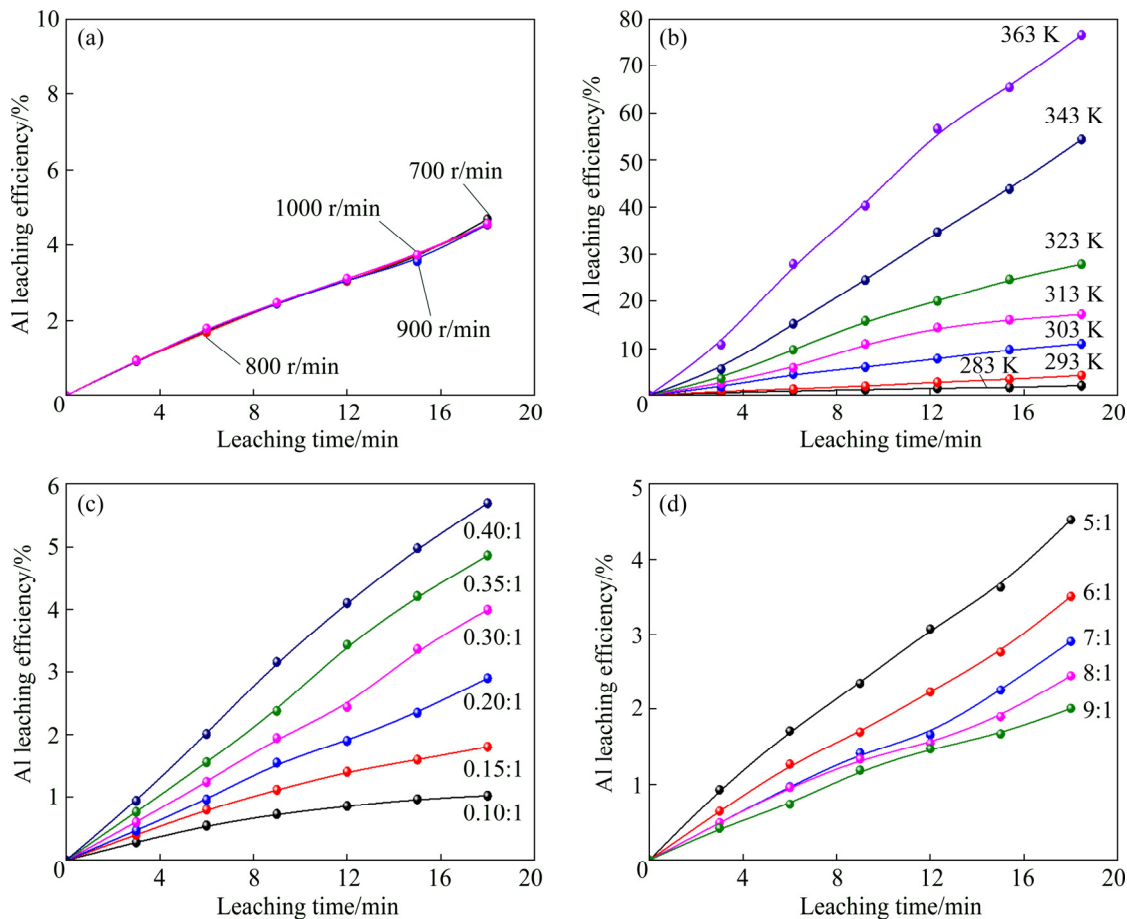 (a)
Al leaching efficiency/%
10
8
6
4
2
0
4
8
12
16
20
Leaching time/min
700 r/min
1000 r/min
900 r/min
800 r/min
(b)
Al leaching efficiency/%
80
70
60
50
40
30
20
10
0
4
8
12
16
20
Leaching time/min
363 K
343 K
323 K
313 K
303 K
293 K
283 K
(c)
Al leaching efficiency/%
6
5
4
3
2
1
0
4
8
12
16
20
Leaching time/min
0.40:1
0.35:1
0.30:1
0.20:1
0.15:1
0.10:1
(d)
Al leaching efficiency/%
5
4
3
2
1
0
4
8
12
16
20
Leaching time/min
5:1
6:1
7:1
8:1
9:1